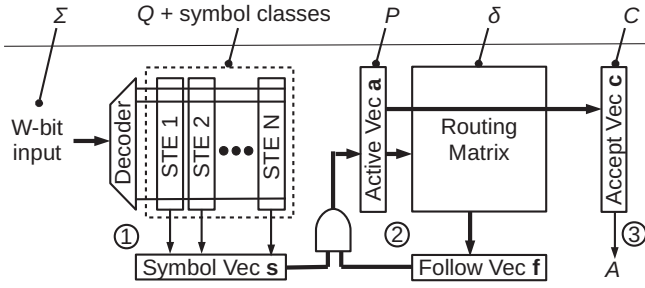 Σ
Q + symbol classes
P
δ
C
W-bit
input
Decoder
STE 1
STE 2
STE N
Active Vec a
Routing
Matrix
Accept Vec c
1
2
3
Symbol Vec s
Follow Vec f
A